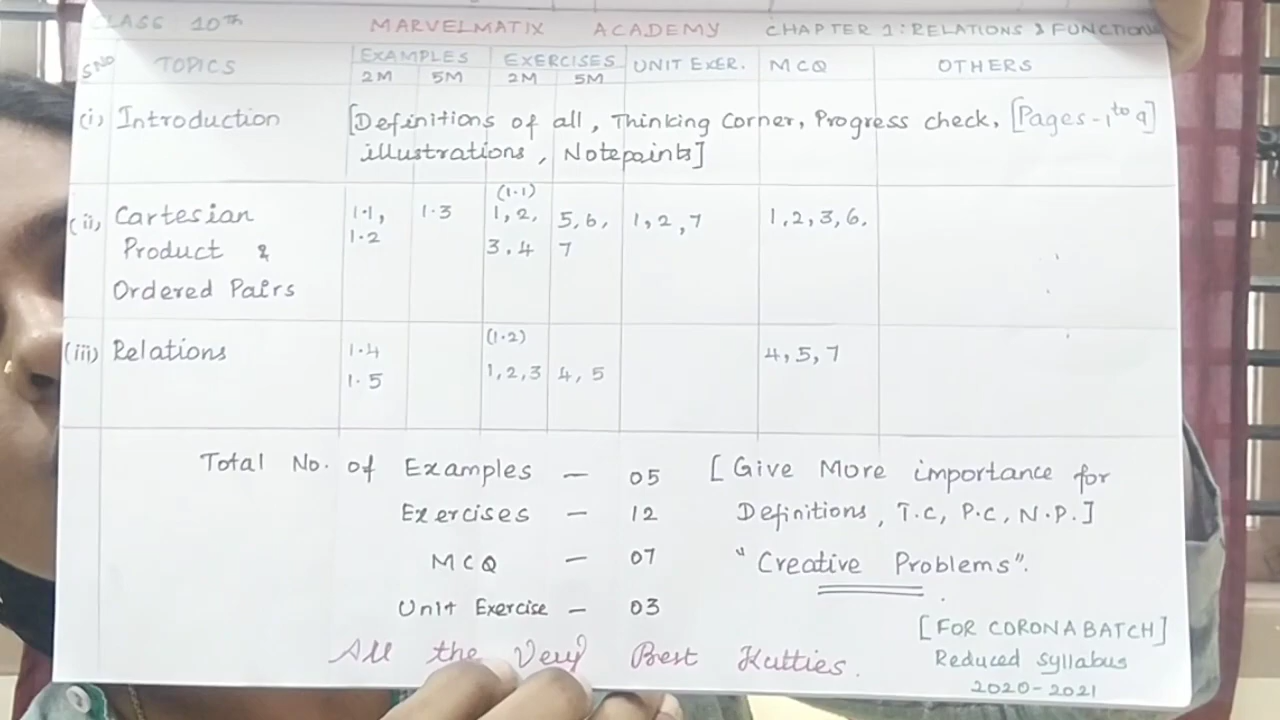 CLASS 10th MARVELMATIX ACADEMY CHAPTER 1: RELATIONS & FUNCTIONS
SNO TOPICS EXAMPLES EXERCISES UNIT EXER. MCQ OTHERS
2M 5M 2M 5M
(i) Introduction [Definitions of all, Thinking Corner, Progress check, [Pages - 1 to 9]
illustrations, Notepoints]
(1.1)
(ii) Cartesian 1.1, 1.3 1, 2, 5, 6, 1, 2, 7 1, 2, 3, 6.
Product & 1.2 3, 4 7
Ordered Pairs
(1.2)
(iii) Relations 1.4 4, 5, 7
1.5 1, 2, 3 4, 5
Total No. of Examples – 05 [Give More importance for
Exercises – 12 Definitions, T.C, P.C, N.P.]
MCQ – 07 "Creative Problems".
Unit Exercise – 03
[FOR CORONA BATCH]
All the Very Best Kutties. Reduced syllabus
2020-2021